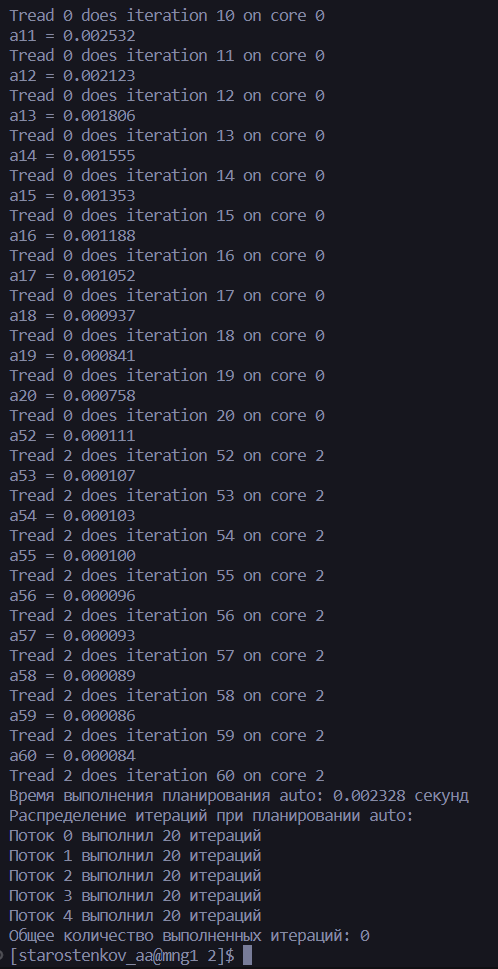 Tread 0 does iteration 10 on core 0
a11 = 0.002532
Tread 0 does iteration 11 on core 0
a12 = 0.002123
Tread 0 does iteration 12 on core 0
a13 = 0.001806
Tread 0 does iteration 13 on core 0
a14 = 0.001555
Tread 0 does iteration 14 on core 0
a15 = 0.001353
Tread 0 does iteration 15 on core 0
a16 = 0.001188
Tread 0 does iteration 16 on core 0
a17 = 0.001052
Tread 0 does iteration 17 on core 0
a18 = 0.000937
Tread 0 does iteration 18 on core 0
a19 = 0.000841
Tread 0 does iteration 19 on core 0
a20 = 0.000758
Tread 0 does iteration 20 on core 0
a52 = 0.000111
Tread 2 does iteration 52 on core 2
a53 = 0.000107
Tread 2 does iteration 53 on core 2
a54 = 0.000103
Tread 2 does iteration 54 on core 2
a55 = 0.000100
Tread 2 does iteration 55 on core 2
a56 = 0.000096
Tread 2 does iteration 56 on core 2
a57 = 0.000093
Tread 2 does iteration 57 on core 2
a58 = 0.000089
Tread 2 does iteration 58 on core 2
a59 = 0.000086
Tread 2 does iteration 59 on core 2
a60 = 0.000084
Tread 2 does iteration 60 on core 2
Время выполнения планирования auto: 0.002328 секунд
Распределение итераций при планировании auto:
Поток 0 выполнил 20 итераций
Поток 1 выполнил 20 итераций
Поток 2 выполнил 20 итераций
Поток 3 выполнил 20 итераций
Поток 4 выполнил 20 итераций
Общее количество выполненных итераций: 0
[starostenkov_aa@mng1 2]$